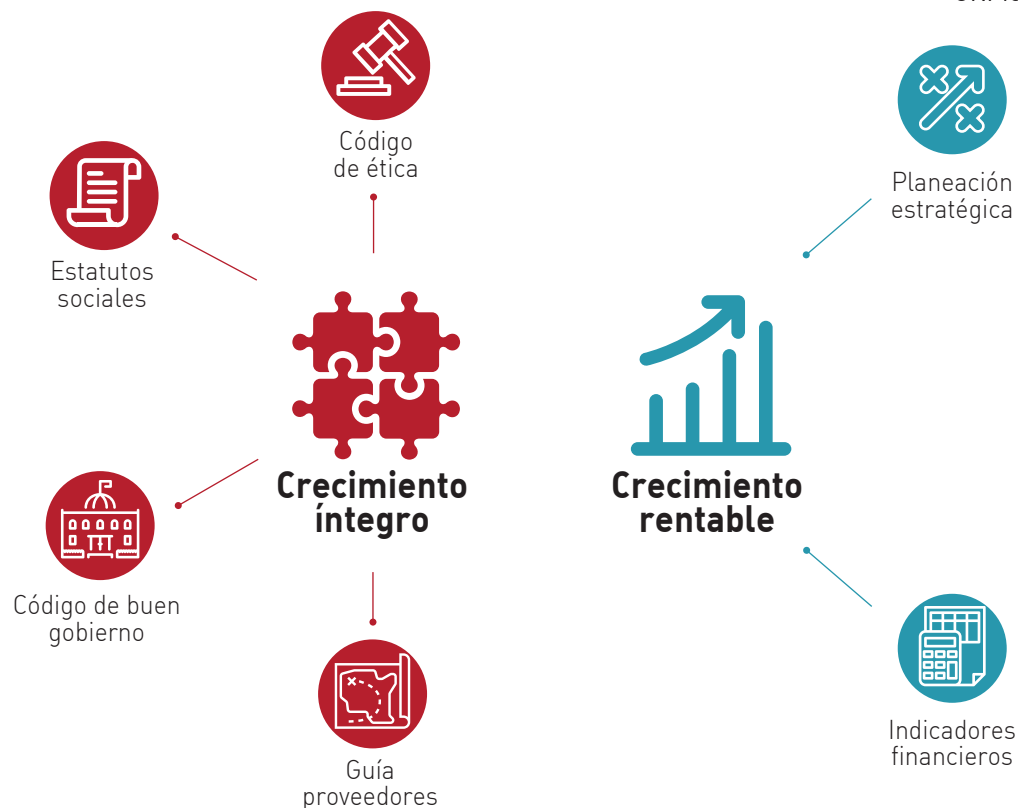 Código
de ética
Estatutos
sociales
Crecimiento
íntegro
Código de buen
gobierno
Guía
proveedores
Planeación
estratégica
Crecimiento
rentable
Indicadores
financieros